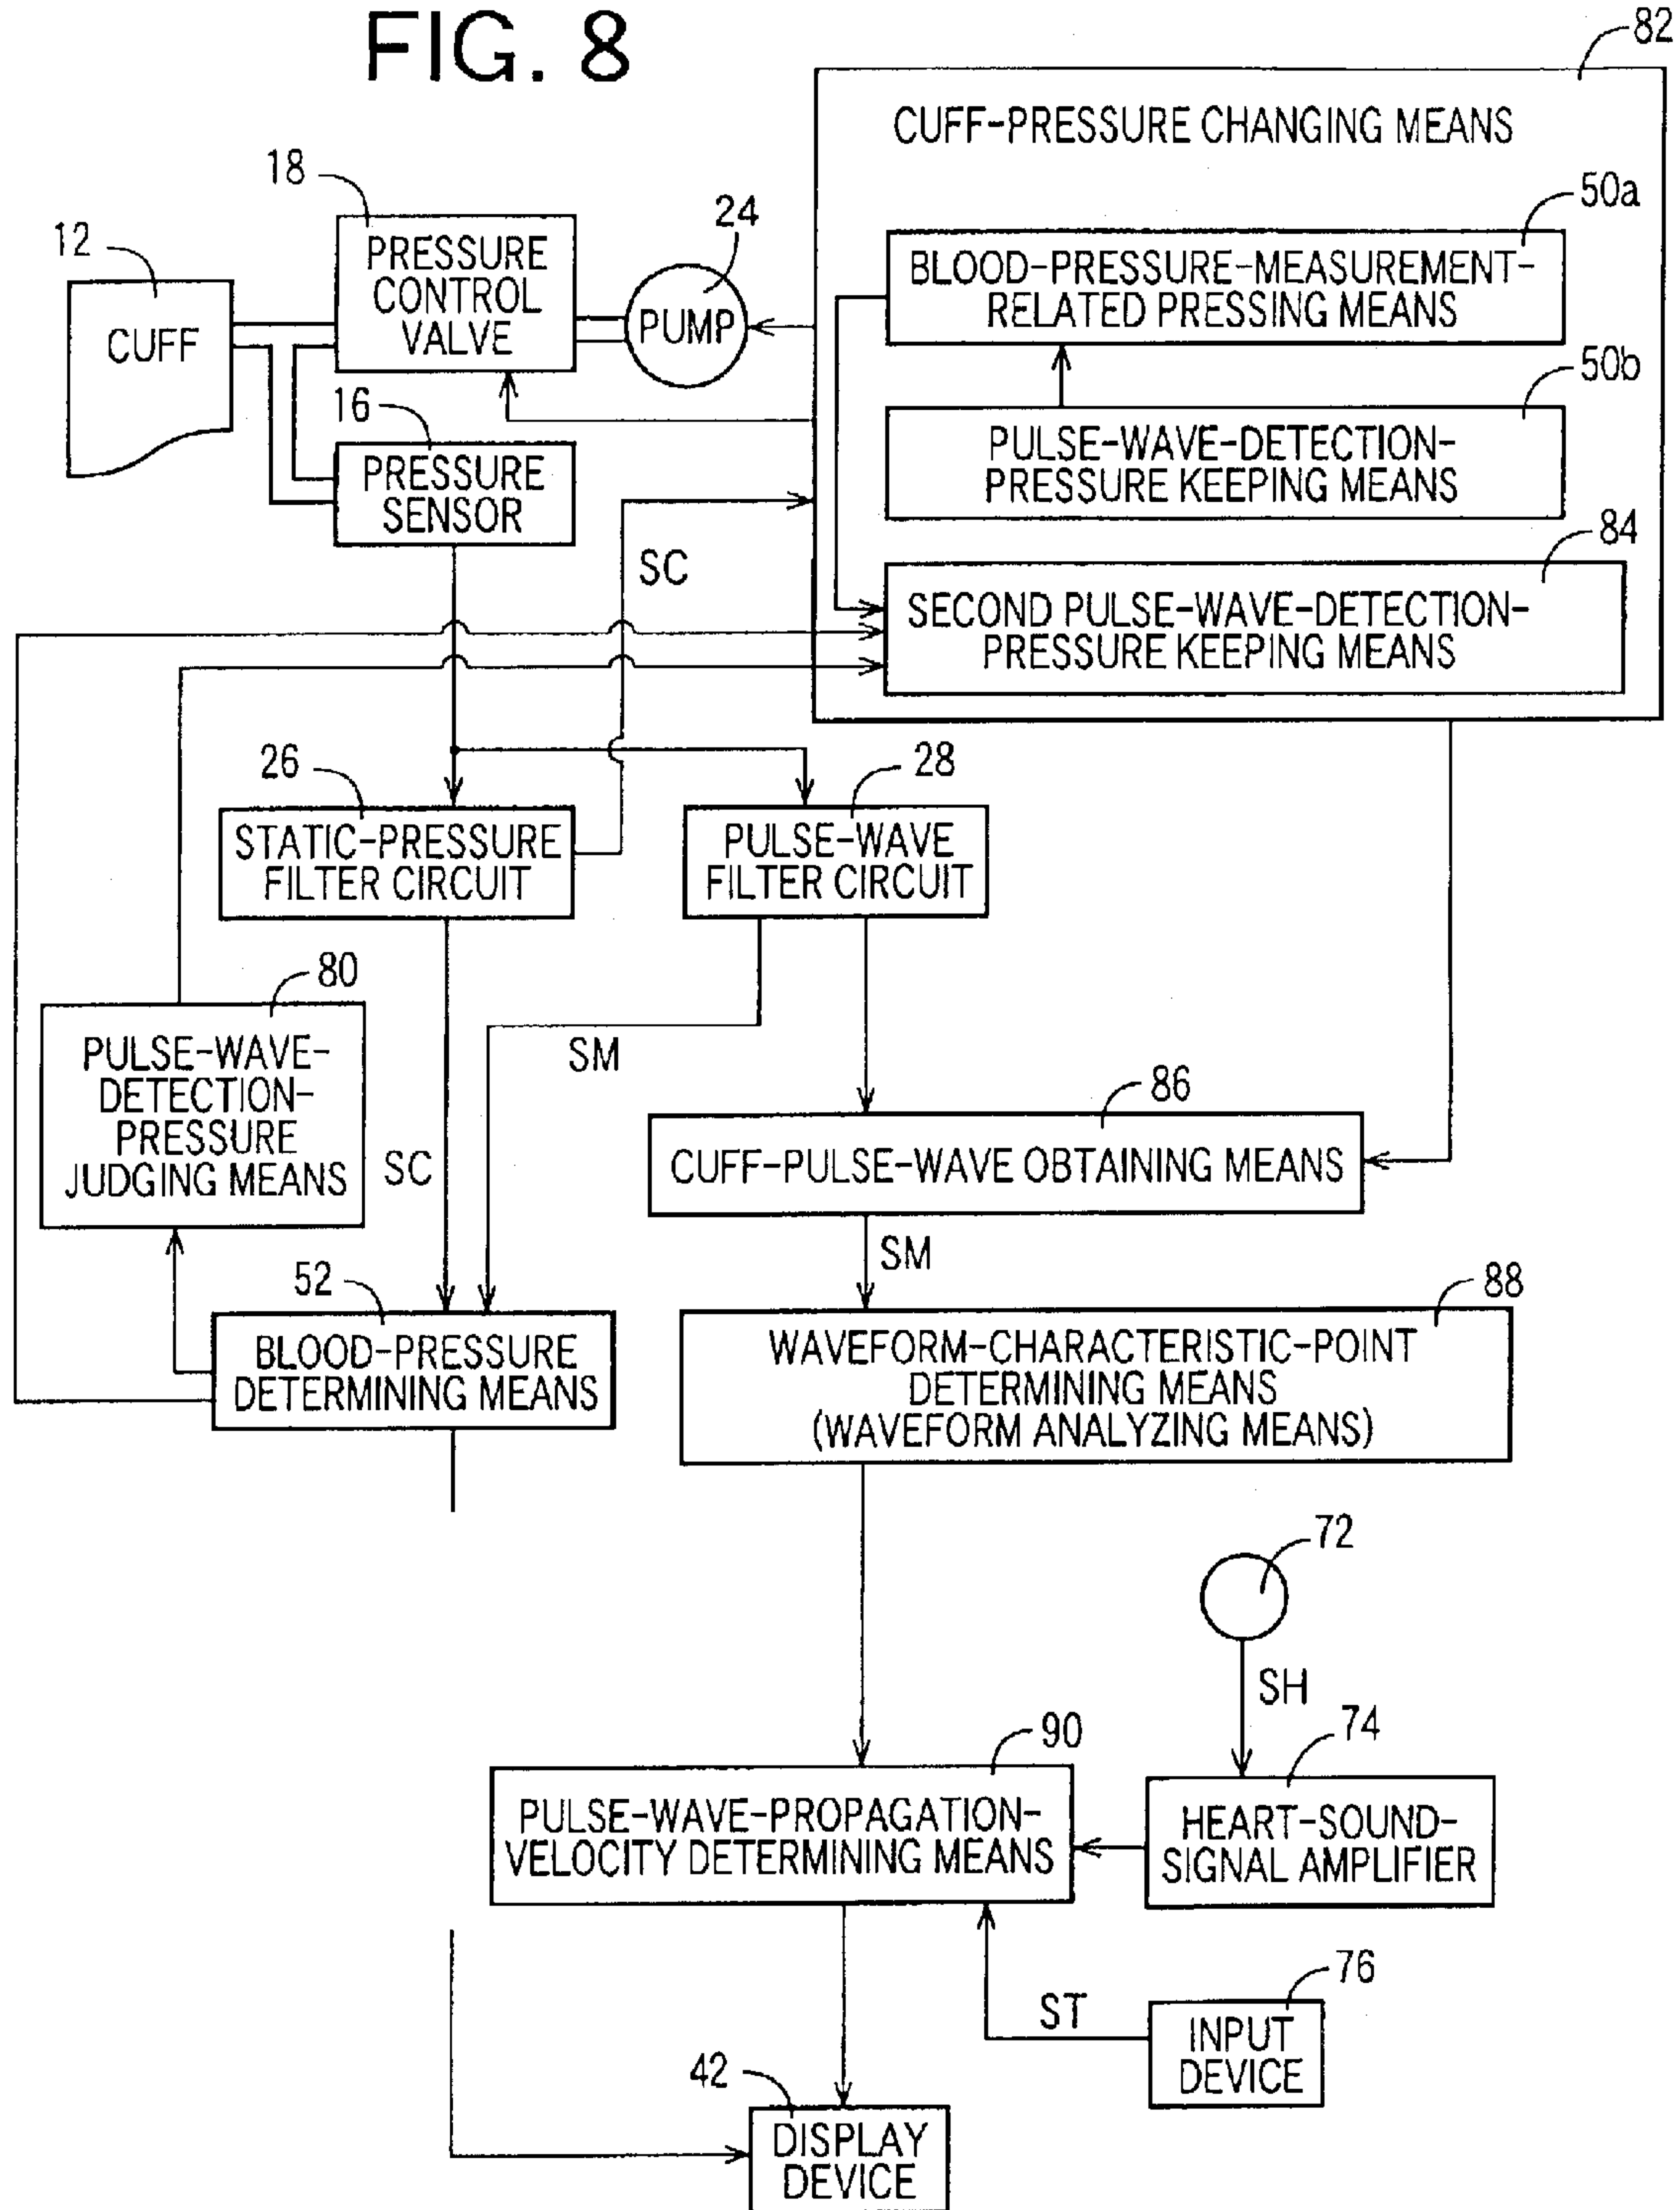 FIG. 8
82
CUFF-PRESSURE CHANGING MEANS
18
24
50a
12
PRESSURE
CONTROL
VALVE
PUMP
BLOOD-PRESSURE-MEASUREMENT-
RELATED PRESSING MEANS
CUFF
50b
16
PULSE-WAVE-DETECTION-
PRESSURE KEEPING MEANS
PRESSURE
SENSOR
84
SC
SECOND PULSE-WAVE-DETECTION-
PRESSURE KEEPING MEANS
26
28
STATIC-PRESSURE
FILTER CIRCUIT
PULSE-WAVE
FILTER CIRCUIT
80
PULSE-WAVE-
DETECTION-
PRESSURE
JUDGING MEANS
SM
86
SC
CUFF-PULSE-WAVE OBTAINING MEANS
SM
52
88
BLOOD-PRESSURE
DETERMINING MEANS
WAVEFORM-CHARACTERISTIC-POINT
DETERMINING MEANS
(WAVEFORM ANALYZING MEANS)
72
SH
90
74
PULSE-WAVE-PROPAGATION-
VELOCITY DETERMINING MEANS
HEART-SOUND-
SIGNAL AMPLIFIER
76
ST
INPUT
DEVICE
42
DISPLAY
DEVICE